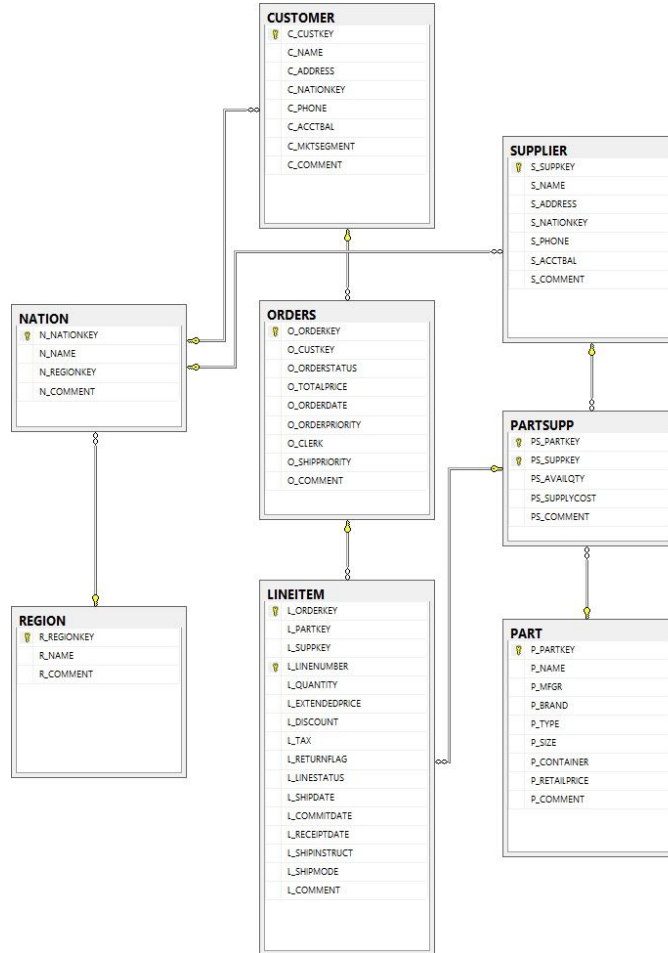 CUSTOMER
C_CUSTKEY
C_NAME
C_ADDRESS
C_NATIONKEY
C_PHONE
C_ACCTBAL
C_MKTSEGMENT
C_COMMENT
SUPPLIER
S_SUPPKEY
S_NAME
S_ADDRESS
S_NATIONKEY
S_PHONE
S_ACCTBAL
S_COMMENT
NATION
N_NATIONKEY
N_NAME
N_REGIONKEY
N_COMMENT
ORDERS
O_ORDERKEY
O_CUSTKEY
O_ORDERSTATUS
O_TOTALPRICE
O_ORDERDATE
O_ORDERPRIORITY
O_CLERK
O_SHIPPRIORITY
O_COMMENT
PARTSUPP
PS_PARTKEY
PS_SUPPKEY
PS_AVAILQTY
PS_SUPPLYCOST
PS_COMMENT
REGION
R_REGIONKEY
R_NAME
R_COMMENT
LINEITEM
L_ORDERKEY
L_PARTKEY
L_SUPPKEY
L_LINENUMBER
L_QUANTITY
L_EXTENDEDPRICE
L_DISCOUNT
L_TAX
L_RETURNFLAG
L_LINESTATUS
L_SHIPDATE
L_COMMITDATE
L_RECEIPTDATE
L_SHIPINSTRUCT
L_SHIPMODE
L_COMMENT
PART
P_PARTKEY
P_NAME
P_MFGR
P_BRAND
P_TYPE
P_SIZE
P_CONTAINER
P_RETAILPRICE
P_COMMENT